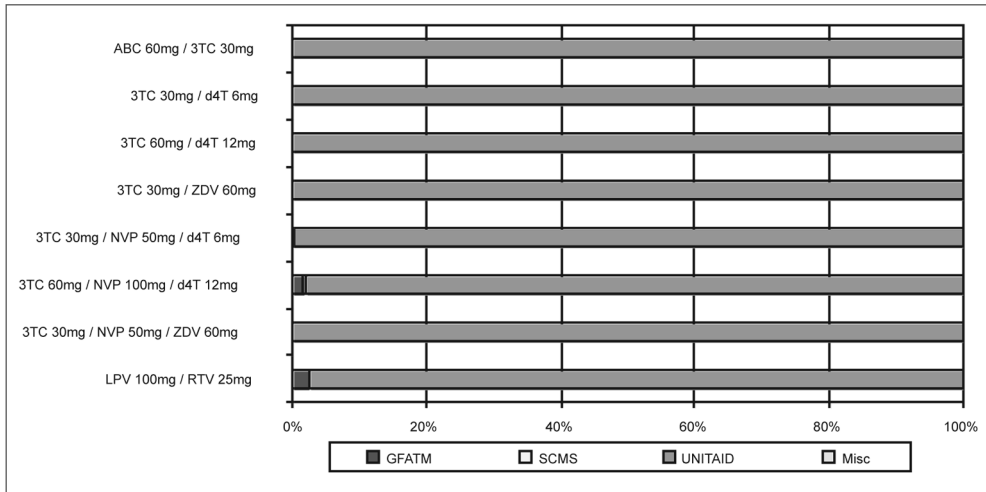 ABC 60mg / 3TC 30mg
3TC 30mg / d4T 6mg
3TC 60mg / d4T 12mg
3TC 30mg / ZDV 60mg
3TC 30mg / NVP 50mg / d4T 6mg
3TC 60mg / NVP 100mg / d4T 12mg
3TC 30mg / NVP 50mg / ZDV 60mg
LPV 100mg / RTV 25mg
0% 20% 40% 60% 80% 100%
GFATM SCMS UNITAID Misc